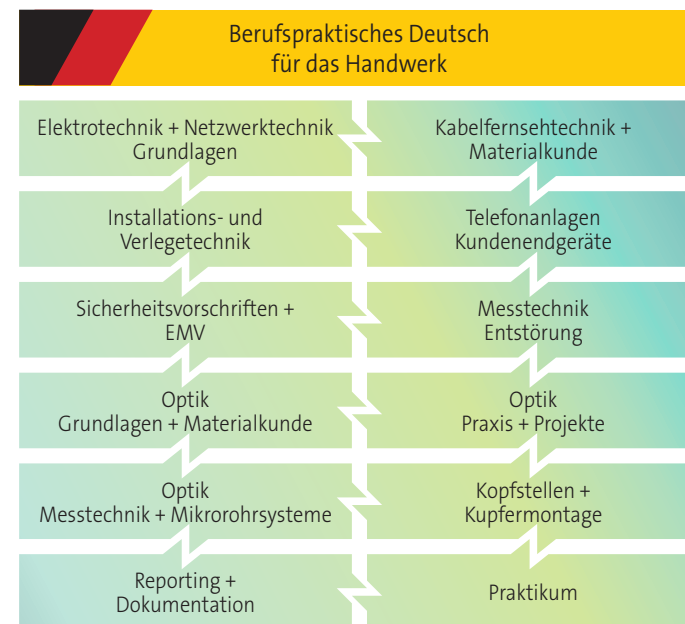 Berufspraktisches Deutsch
für das Handwerk
Elektrotechnik + Netzwerktechnik
Grundlagen
Kabelfernsehtechnik +
Materialkunde
Installations- und
Verlegetechnik
Telefonanlagen
Kundenendgeräte
Sicherheitsvorschriften +
EMV
Messtechnik
Entstörung
Optik
Grundlagen + Materialkunde
Optik
Praxis + Projekte
Optik
Messtechnik + Mikrorohrsysteme
Kopfstellen +
Kupfermontage
Reporting +
Dokumentation
Praktikum